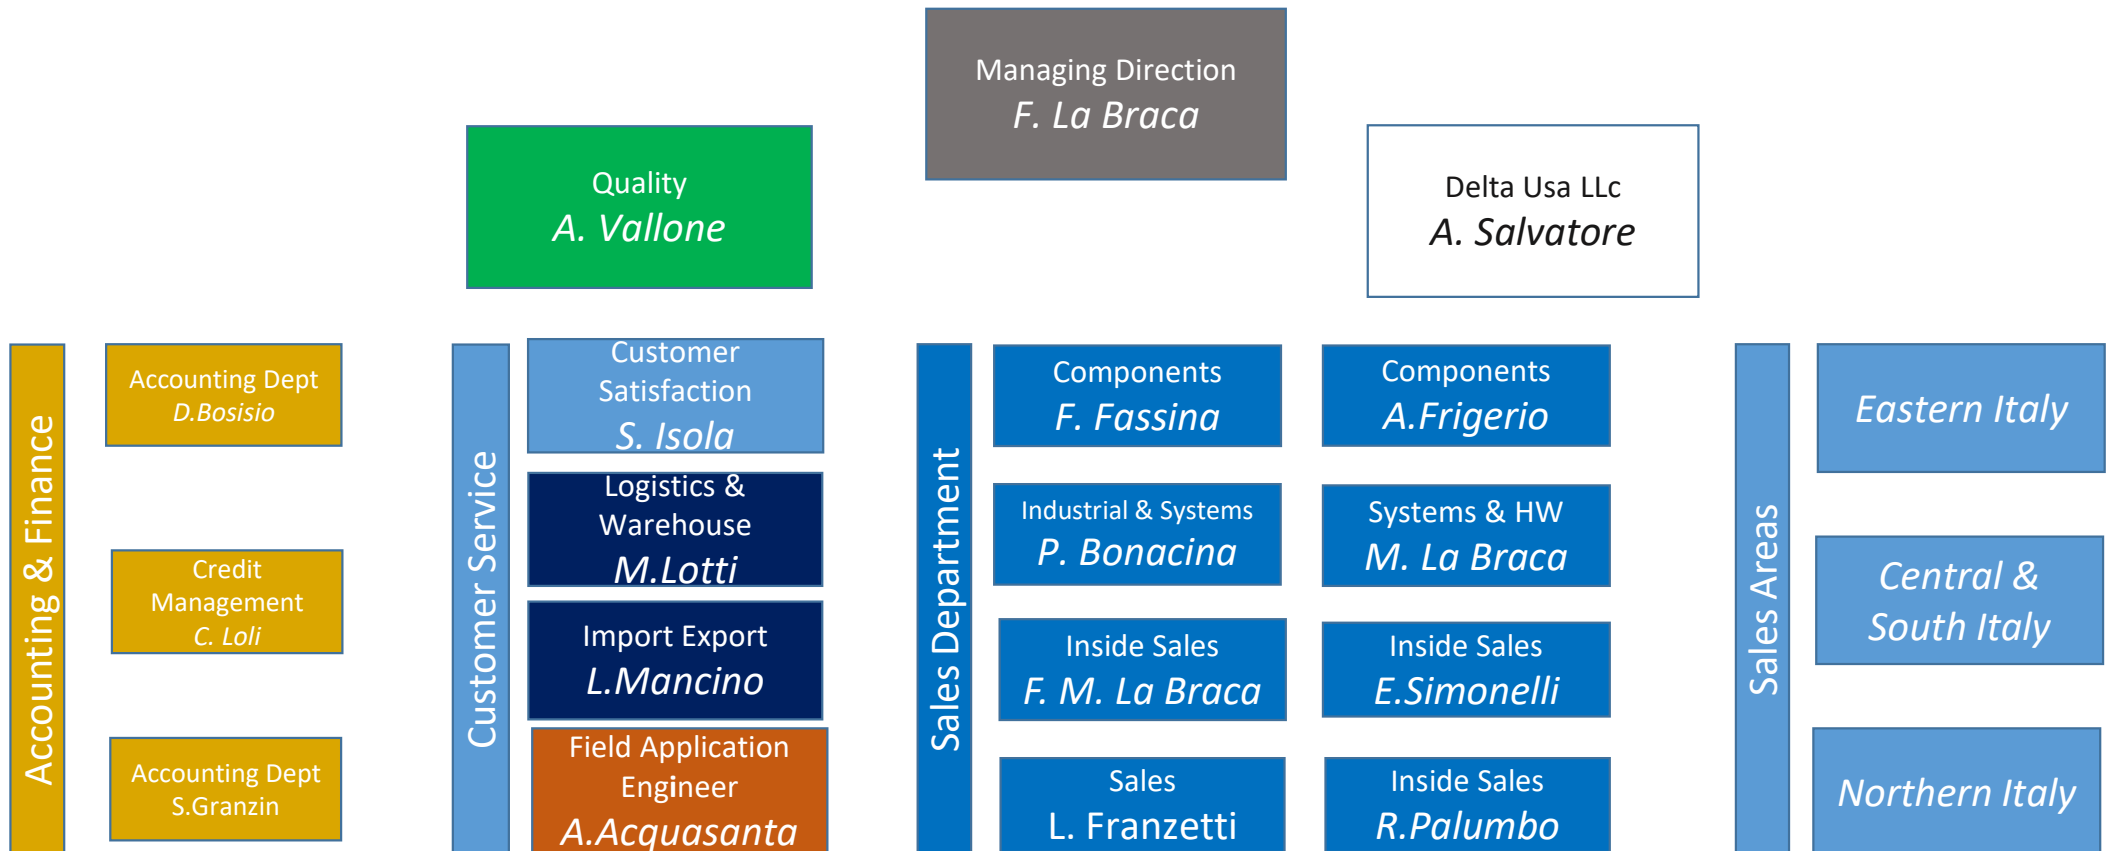 Managing Direction
F. La Braca
Quality
A. Vallone
Delta Usa LLc
A. Salvatore
Accounting & Finance
Accounting Dept
D.Bosisio
Credit
Management
C. Loli
Accounting Dept
S.Granzin
Customer Service
Customer
Satisfaction
S. Isola
Logistics &
Warehouse
M.Lotti
Import Export
L.Mancino
Field Application
Engineer
A.Acquasanta
Sales Department
Components
F. Fassina
Components
A.Frigerio
Industrial & Systems
P. Bonacina
Systems & HW
M. La Braca
Inside Sales
F. M. La Braca
Inside Sales
E.Simonelli
Sales
L. Franzetti
Inside Sales
R.Palumbo
Sales Areas
Eastern Italy
Central &
South Italy
Northern Italy